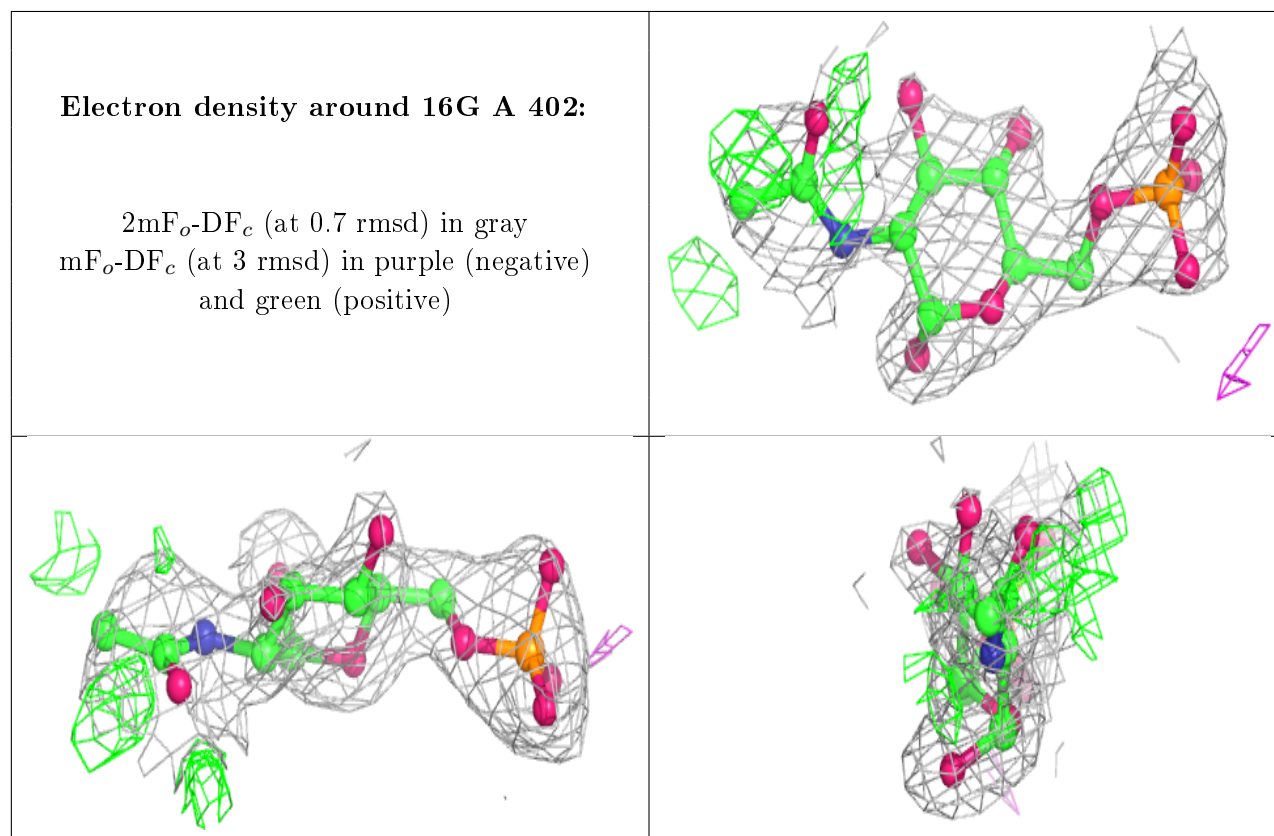 Electron density around 16G A 402:
2mFo-DFc (at 0.7 rmsd) in gray
mFo-DFc (at 3 rmsd) in purple (negative)
and green (positive)